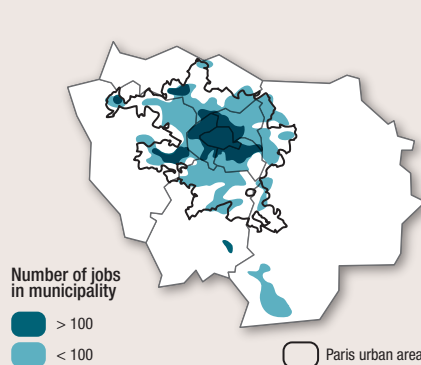 Number of jobs
in municipality
> 100
< 100
Paris urban area